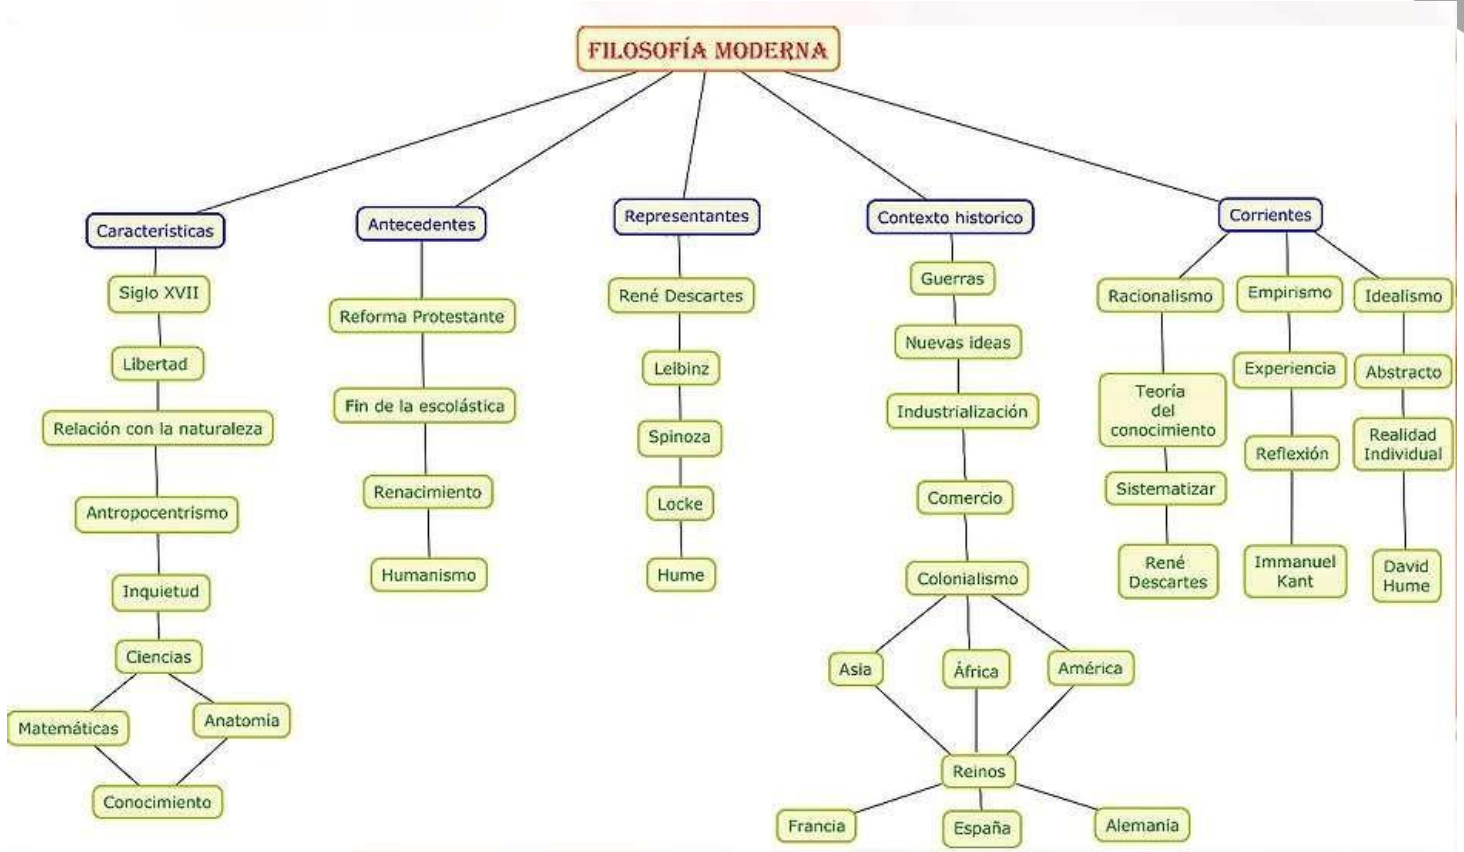 FILOSOFÍA MODERNA
Características
Siglo XVII
Libertad
Relación con la naturaleza
Antropocentrismo
Inquietud
Ciencias
Matemáticas
Anatomía
Conocimiento
Antecedentes
Reforma Protestante
Fin de la escolástica
Renacimiento
Humanismo
Representantes
René Descartes
Leibinz
Spinoza
Locke
Hume
Contexto historico
Guerras
Nuevas ideas
Industrialización
Comercio
Colonialismo
Asia
África
América
Reinos
Francia
España
Alemania
Corrientes
Racionalismo
Teoría
del
conocimiento
Sistematizar
René
Descartes
Empirismo
Experiencia
Reflexión
Immanuel
Kant
Idealismo
Abstracto
Realidad
Individual
David
Hume